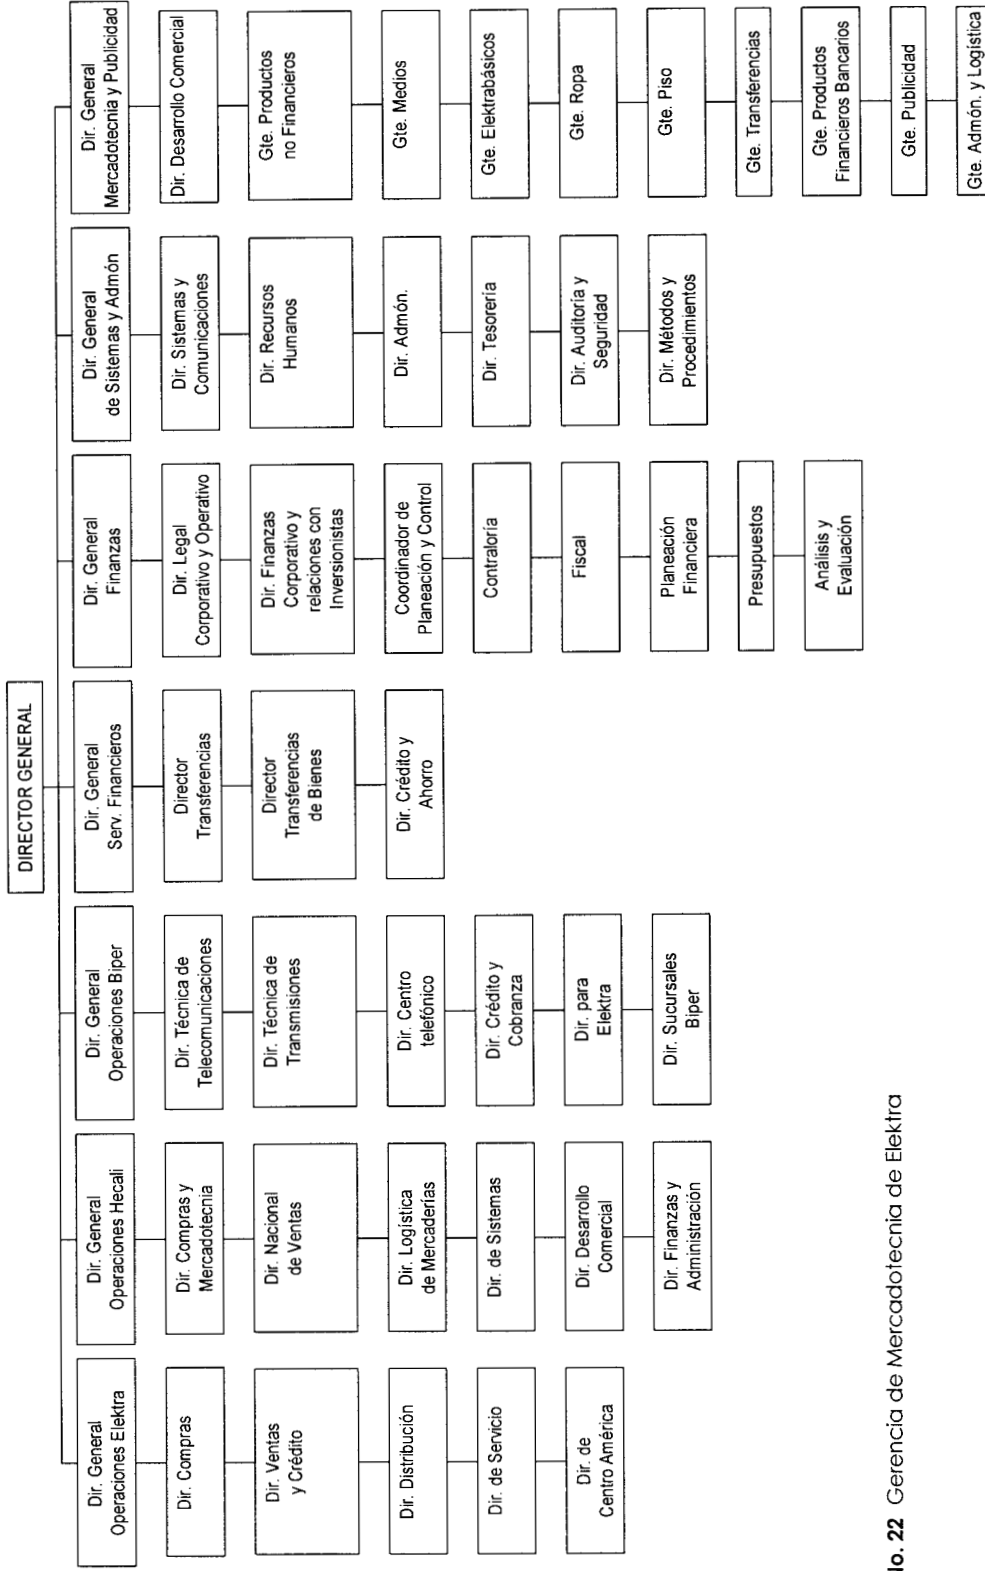 DIRECTOR GENERAL
Dir. General
Operaciones Elektra
Dir. Compras
Dir. Ventas
y Crédito
Dir. Distribución
Dir. de Servicio
Dir. de
Centro América
Dir. General
Operaciones Hecali
Dir. Compras y
Mercadotecnia
Dir. Nacional
de Ventas
Dir. Logística
de Mercaderías
Dir. de Sistemas
Dir. Desarrollo
Comercial
Dir. Finanzas y
Administración
Dir. General
Operaciones Biper
Dir. Técnica de
Telecomunicaciones
Dir. Técnica de
Transmisiones
Dir. Centro
telefónico
Dir. Crédito y
Cobranza
Dir. para
Elektra
Dir. Sucursales
Biper
Dir. General
Serv. Financieros
Director
Transferencias
Director
Transferencias
de Bienes
Dir. Crédito y
Ahorro
Dir. General
Finanzas
Dir. Legal
Corporativo y Operativo
Dir. Finanzas
Corporativo y
relaciones con
Inversionistas
Coordinador de
Planeación y Control
Contraloría
Fiscal
Planeación
Financiera
Presupuestos
Análisis y
Evaluación
Dir. General
de Sistemas y Admón
Dir. Sistemas y
Comunicaciones
Dir. Recursos
Humanos
Dir. Admón.
Dir. Tesorería
Dir. Auditoría y
Seguridad
Dir. Métodos y
Procedimientos
Dir. General
Mercadotecnia y Publicidad
Dir. Desarrollo Comercial
Gte. Productos
no Financieros
Gte. Medios
Gte. Elektrabásicos
Gte. Ropa
Gte. Piso
Gte. Transferencias
Gte. Productos
Financieros Bancarios
Gte. Publicidad
Gte. Admón. y Logística
lo. 22 Gerencia de Mercadotecnia de Elektra